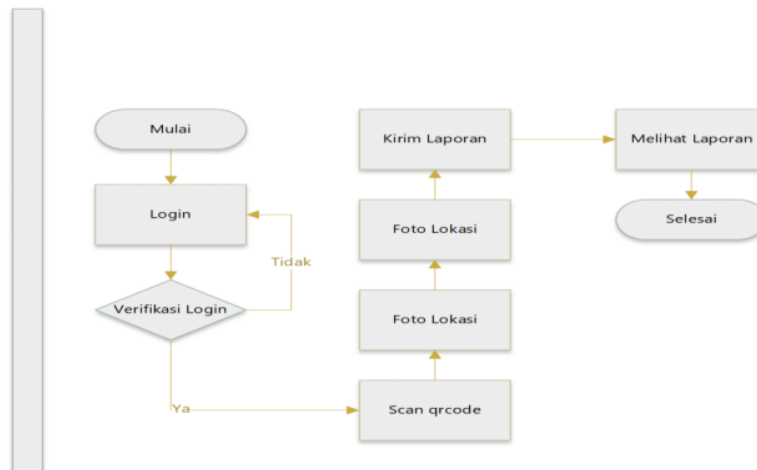 Mulai
Login
Tidak
Verifikasi Login
Ya
Scan qrcode
Foto Lokasi
Foto Lokasi
Kirim Laporan
Melihat Laporan
Selesai